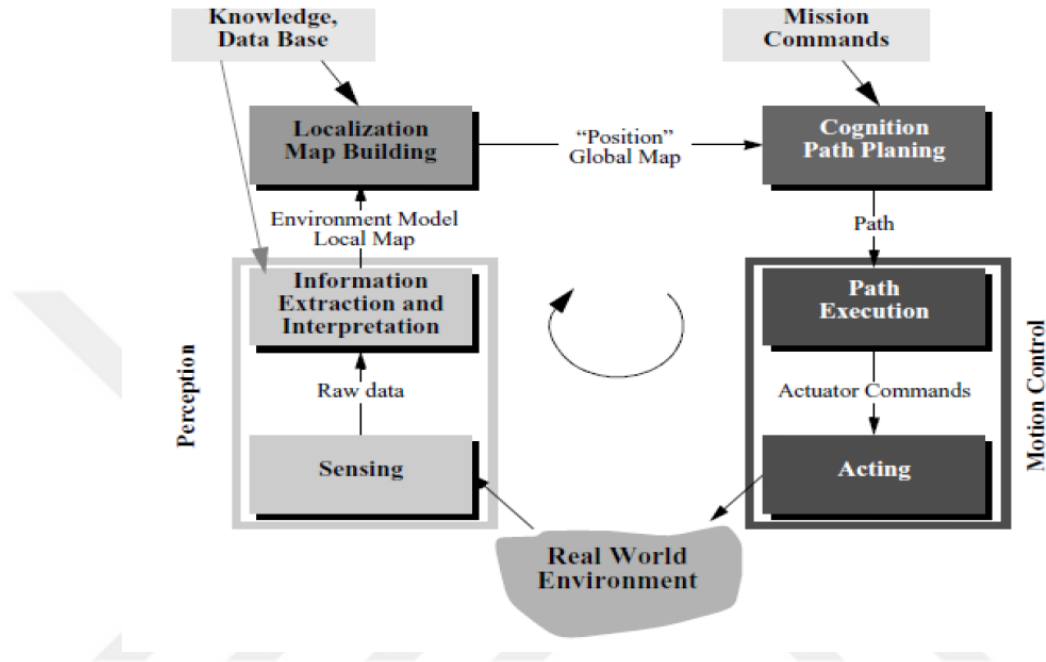 Knowledge,
Data Base
Mission
Commands
Localization
Map Building
“Position”
Global Map
Cognition
Path Planing
Environment Model
Local Map
Path
Information
Extraction and
Interpretation
Path
Execution
Perception
Raw data
Actuator Commands
Motion Control
Sensing
Acting
Real World
Environment